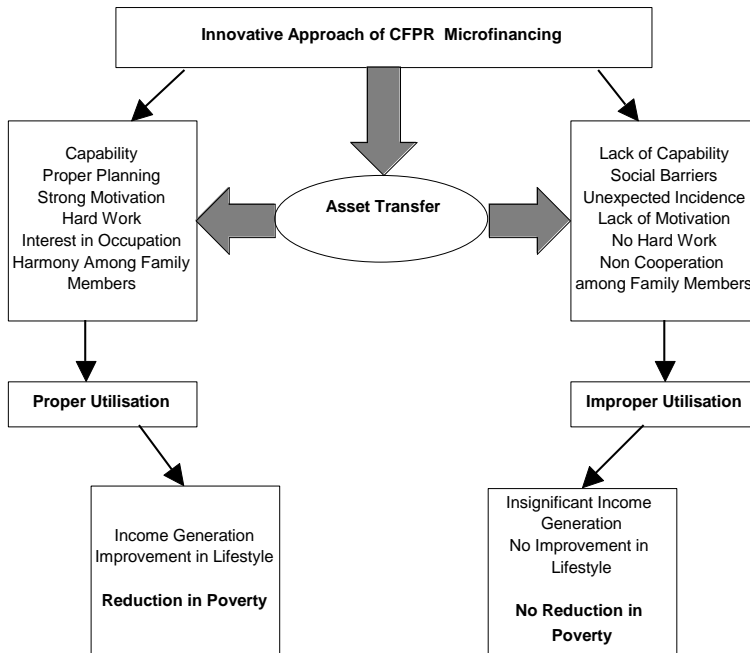 Innovative Approach of CFPR Microfinancing
Capability
Proper Planning
Strong Motivation
Hard Work
Interest in Occupation
Harmony Among Family
Members
Asset Transfer
Lack of Capability
Social Barriers
Unexpected Incidence
Lack of Motivation
No Hard Work
Non Cooperation
among Family Members
Proper Utilisation
Improper Utilisation
Income Generation
Improvement in Lifestyle
Reduction in Poverty
Insignificant Income
Generation
No Improvement in
Lifestyle
No Reduction in
Poverty